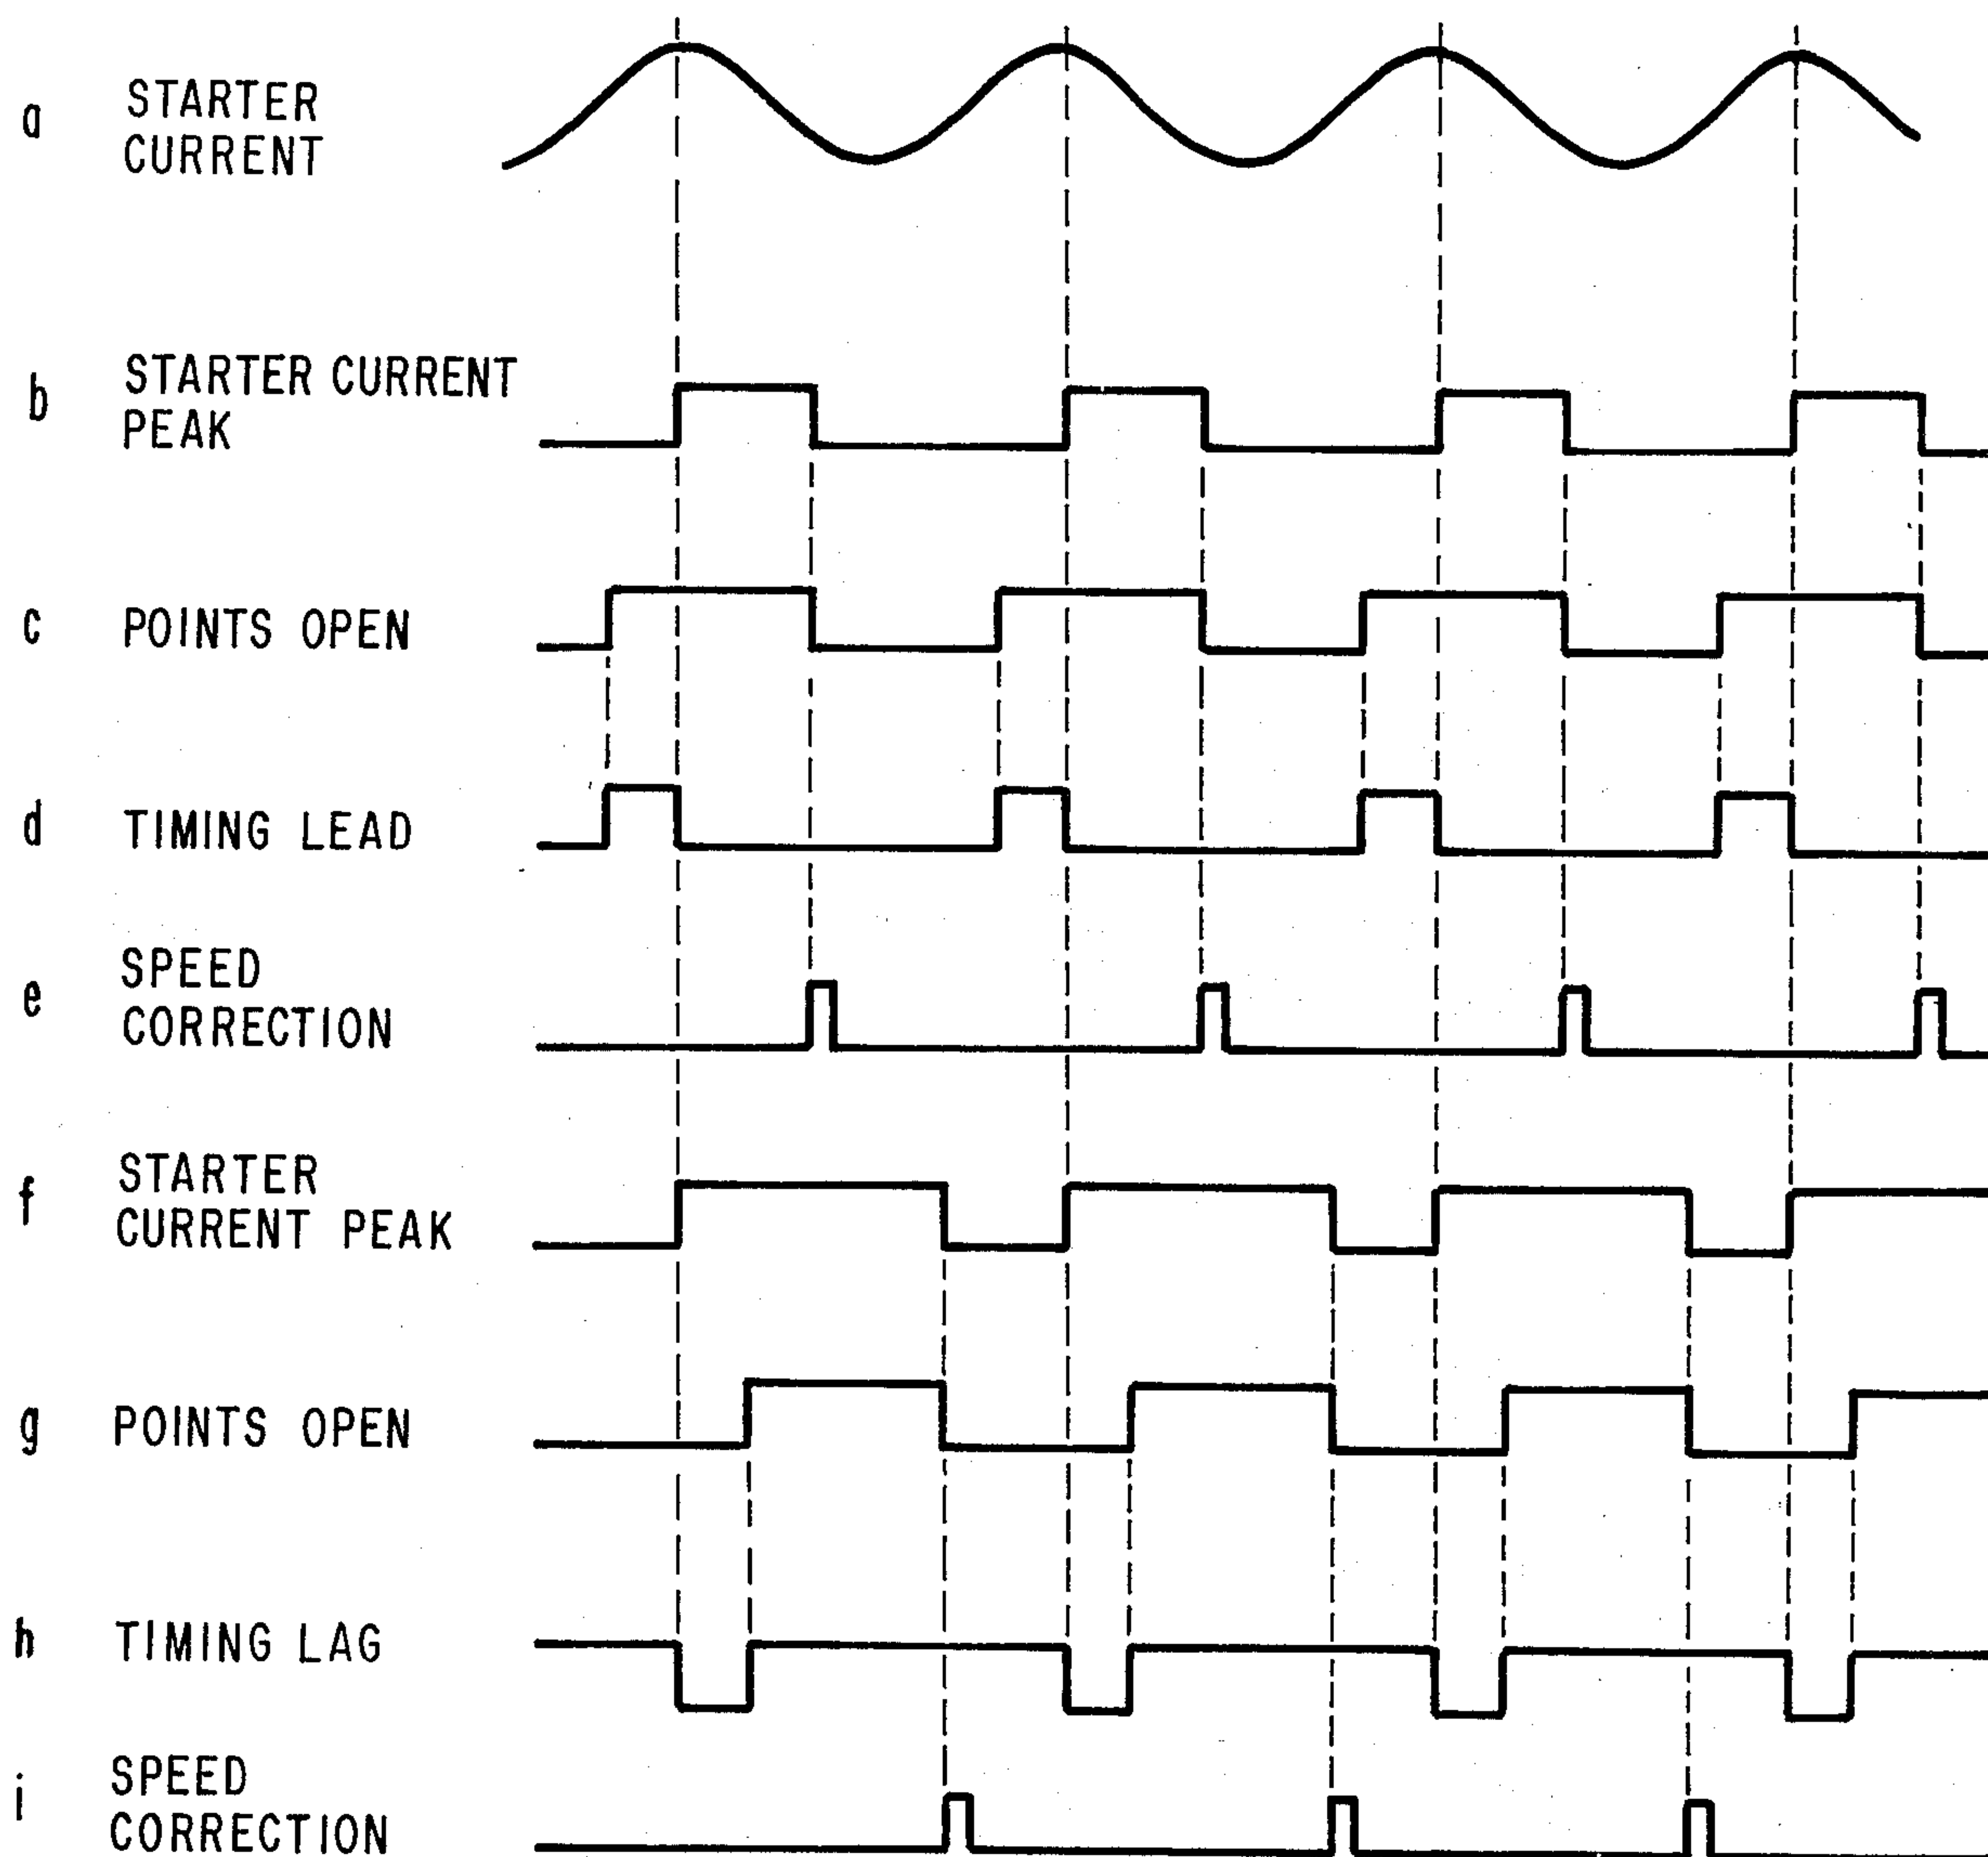 a STARTER
CURRENT
b STARTER CURRENT
PEAK
c POINTS OPEN
d TIMING LEAD
e SPEED
CORRECTION
f STARTER
CURRENT PEAK
g POINTS OPEN
h TIMING LAG
i SPEED
CORRECTION